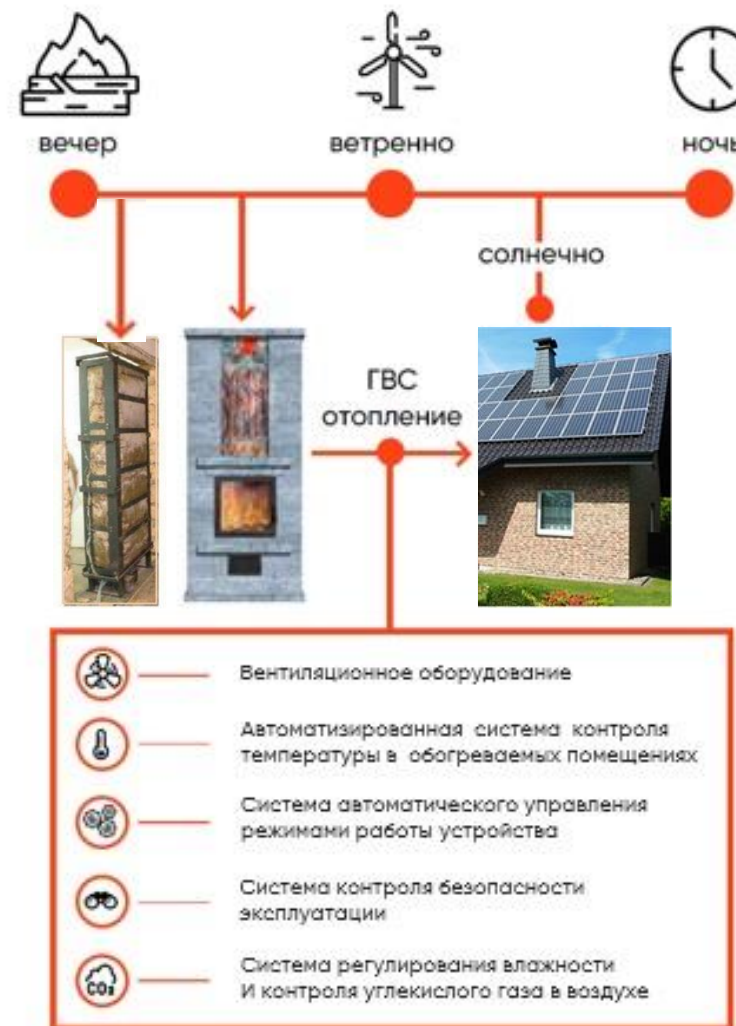 вечер
ветренно
ночь
солнечно
ГВС
отопление
Вентиляционное оборудование
Автоматизированная система контроля
температуры в обогреваемых помещениях
Система автоматического управления
режимами работы устройства
Система контроля безопасности
эксплуатации
CO₂
Система регулирования влажности
И контроля углекислого газа в воздухе